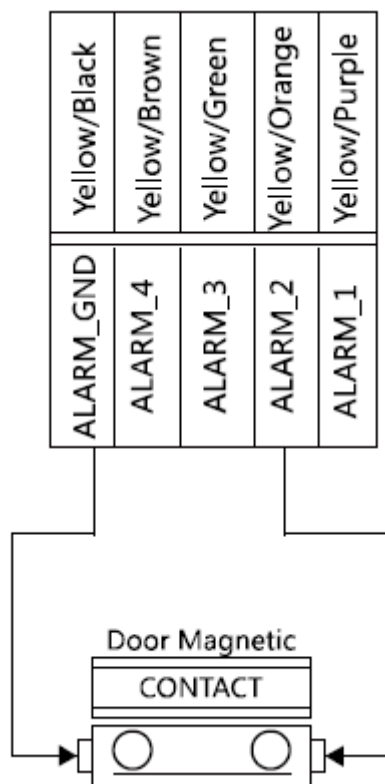 Yellow/Black
Yellow/Brown
Yellow/Green
Yellow/Orange
Yellow/Purple
ALARM_GND
ALARM_4
ALARM_3
ALARM_2
ALARM_1
Door Magnetic
CONTACT